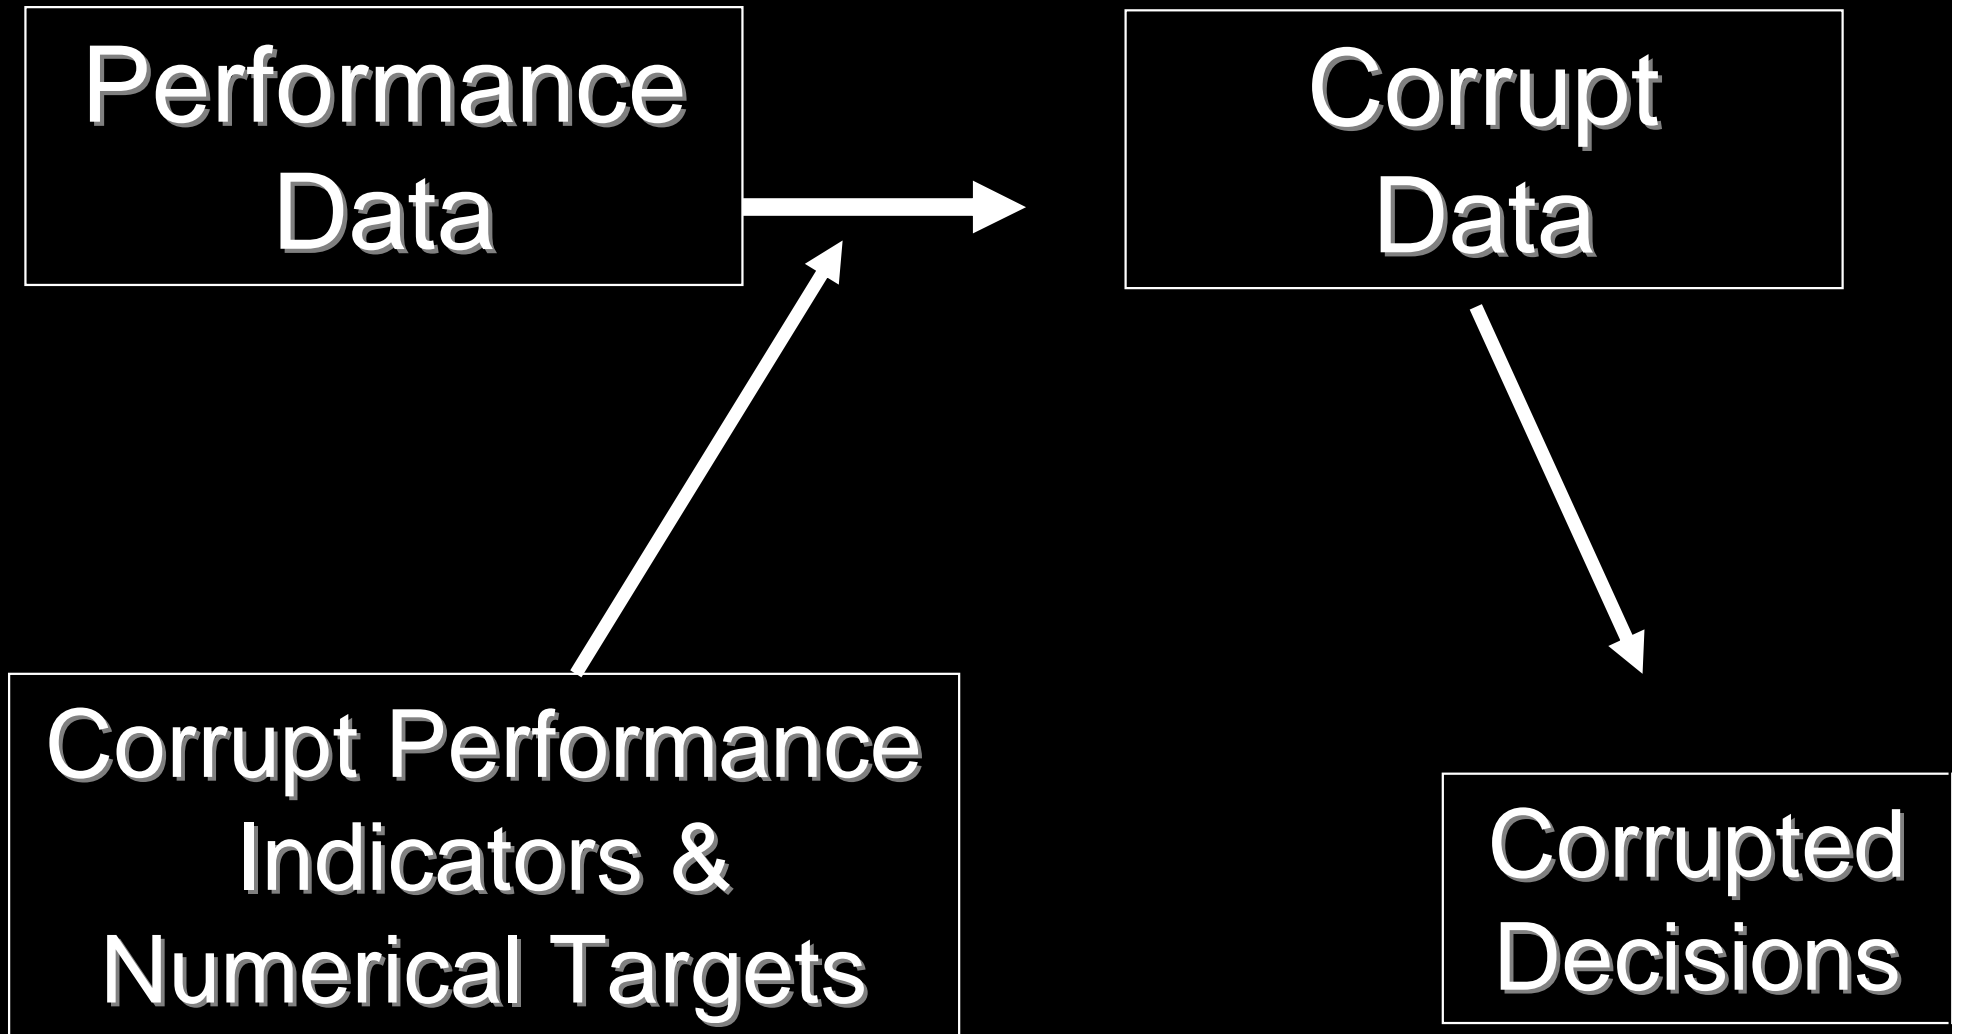 Performance
Data
Corrupt
Data
Corrupt Performance
Indicators &
Numerical Targets
Corrupted
Decisions